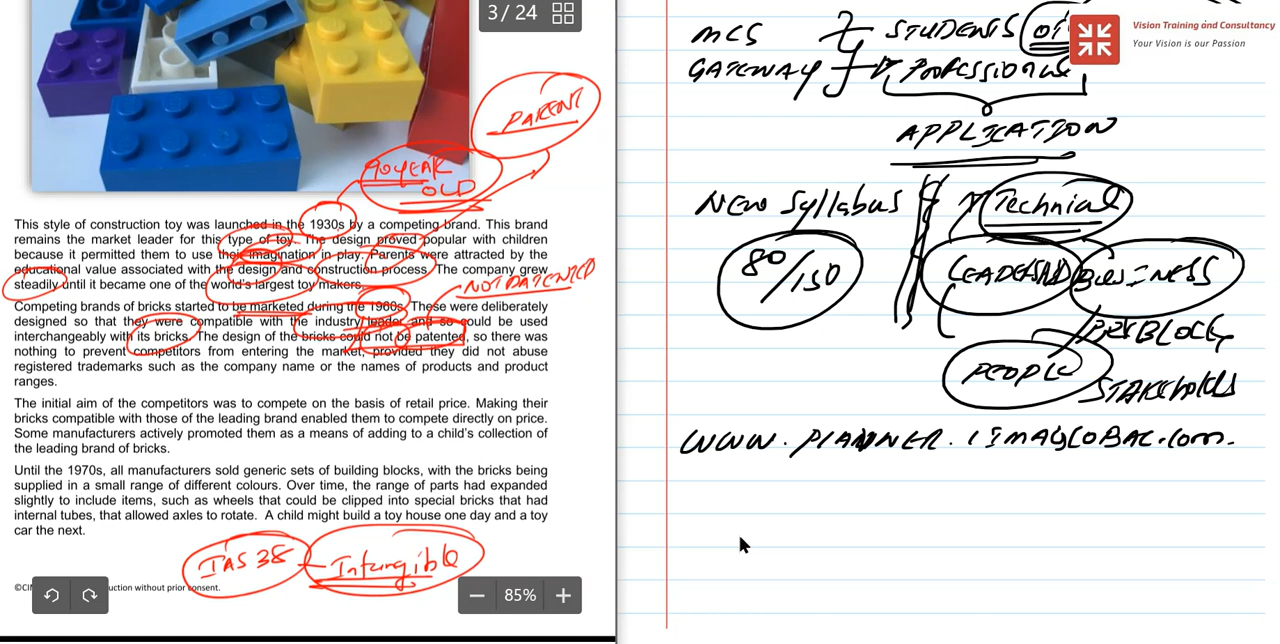 3 / 24
PARENT
90 YEAR
OLD
This style of construction toy was launched in the 1930s by a competing brand. This brand
remains the market leader for this type of toy. The design proved popular with children
because it permitted them to use their imagination in play. Parents were attracted by the
educational value associated with the design and construction process. The company grew
steadily until it became one of the world's largest toy makers.
NOT PATENTED
Competing brands of bricks started to be marketed during the 1960s. These were deliberately
designed so that they were compatible with the industry leader and so could be used
interchangeably with its bricks. The design of the bricks could not be patented, so there was
nothing to prevent competitors from entering the market, provided they did not abuse
registered trademarks such as the company name or the names of products and product
ranges.
The initial aim of the competitors was to compete on the basis of retail price. Making their
bricks compatible with those of the leading brand enabled them to compete directly on price.
Some manufacturers actively promoted them as a means of adding to a child's collection of
the leading brand of bricks.
Until the 1970s, all manufacturers sold generic sets of building blocks, with the bricks being
supplied in a small range of different colours. Over time, the range of parts had expanded
slightly to include items, such as wheels that could be clipped into special bricks that had
internal tubes, that allowed axles to rotate. A child might build a toy house one day and a toy
car the next.
IAS 38 Intangible
uction without prior consent.
85%
MCS STUDENTS
GATEWAY PROFESSIONAL
Vision Training and Consultancy
Your Vision is our Passion
APPLICATION
New Syllabus Technical
80/150 BUSINESS
PEOPLE